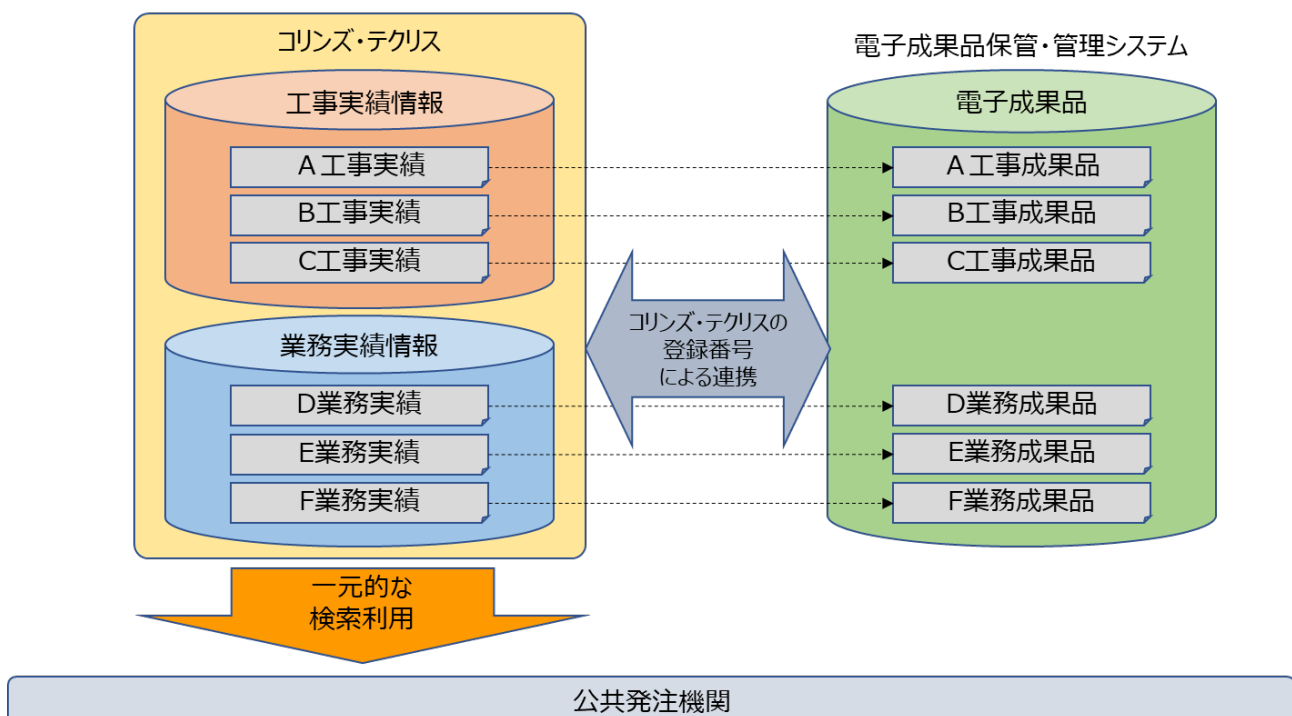 コリンズ・テクリス
工事実績情報
A工事実績
B工事実績
C工事実績
業務実績情報
D業務実績
E業務実績
F業務実績
コリンズ・テクリスの
登録番号
による連携
電子成果品保管・管理システム
電子成果品
A工事成果品
B工事成果品
C工事成果品
D業務成果品
E業務成果品
F業務成果品
一元的な
検索利用
公共発注機関